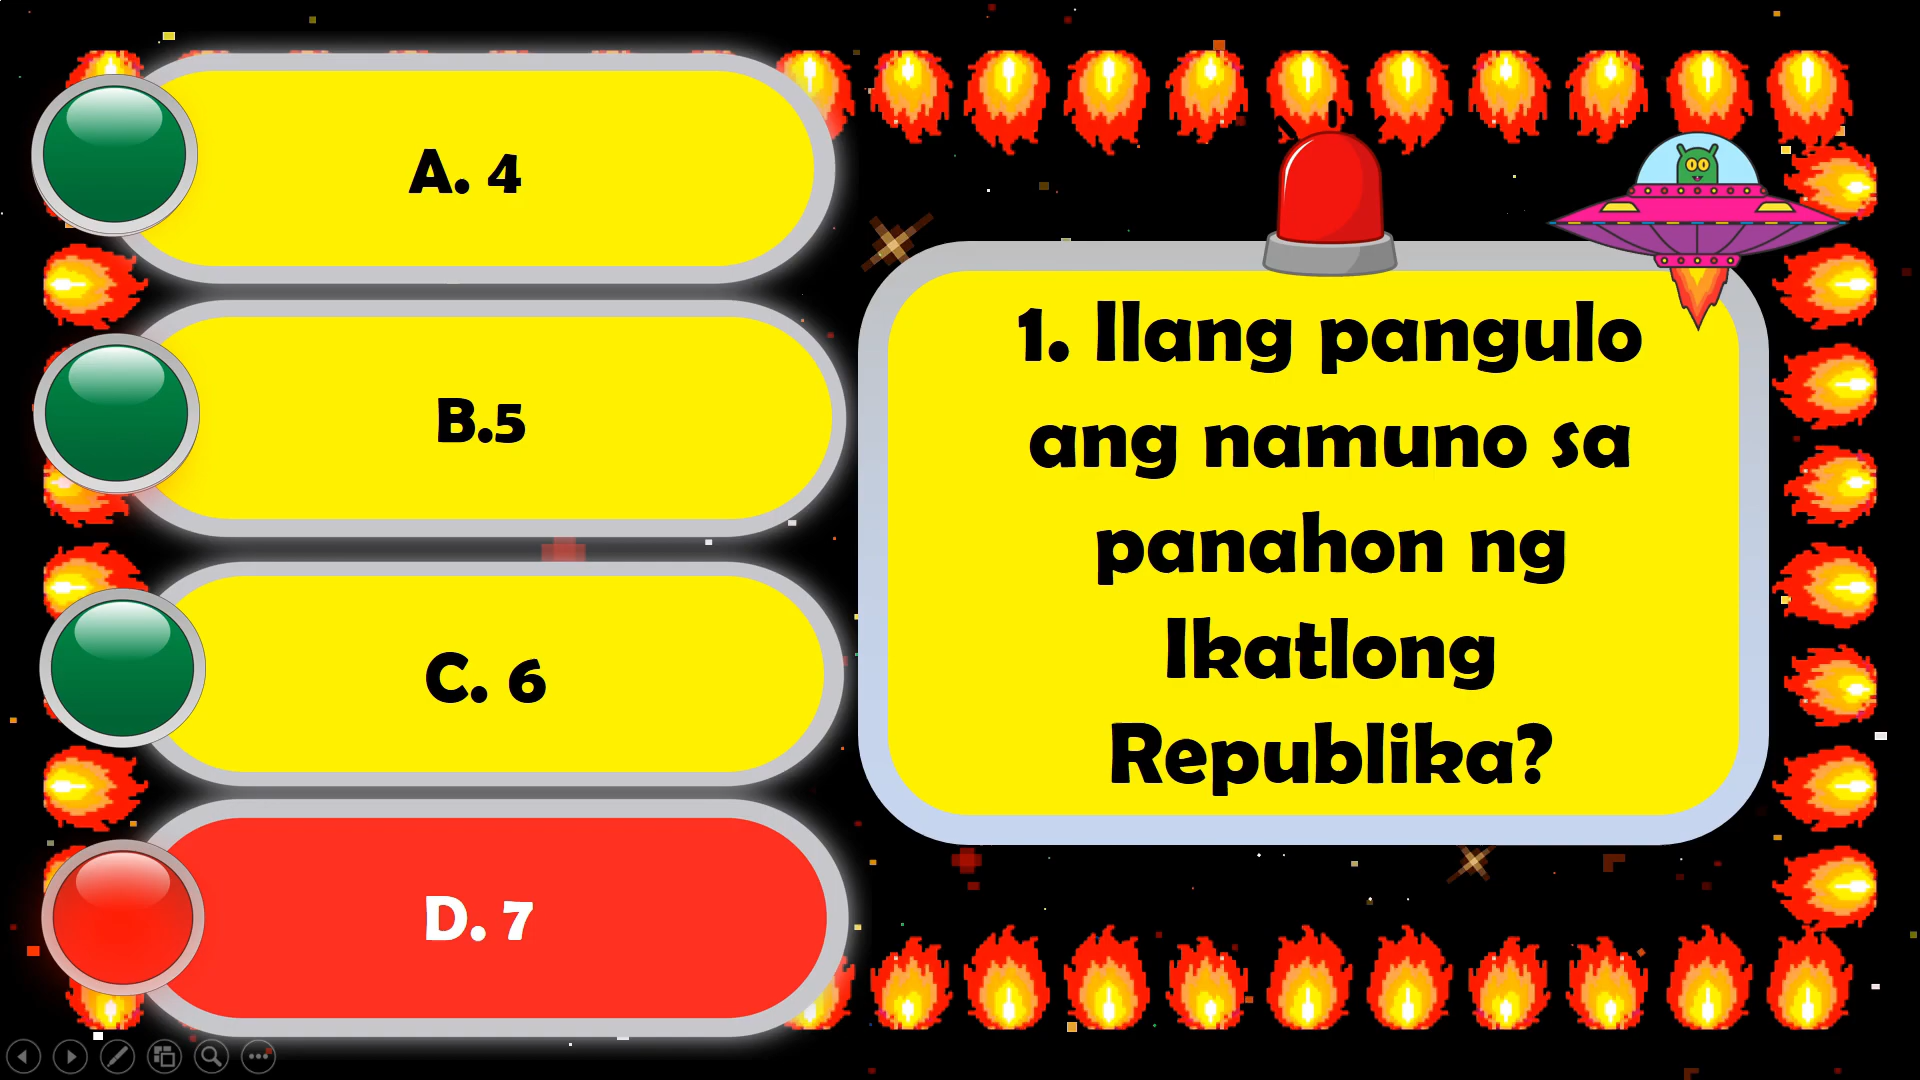 A. 4
B.5
C. 6
D. 7
1. Ilang pangulo
ang namuno sa
panahon ng
Ikatlong
Republika?